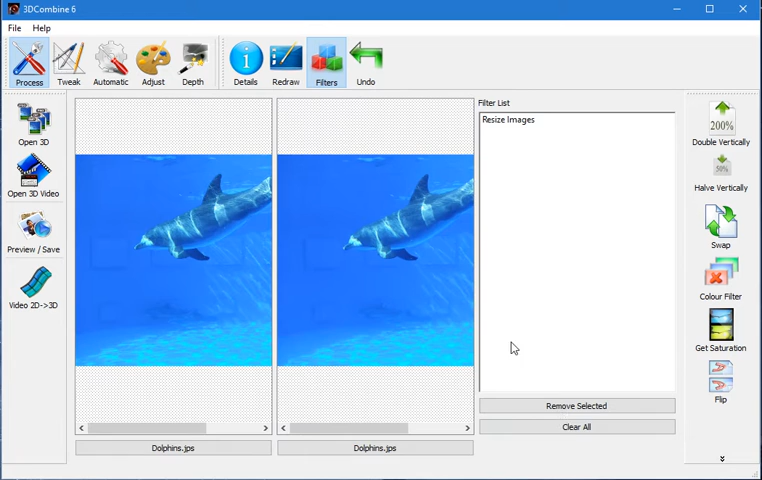 3DCombine 6
File Help
Process Tweak Automatic Adjust Depth Details Redraw Filters Undo
Open 3D
Open 3D Video
Preview / Save
Video 2D->3D
Dolphins.jps
Dolphins.jps
Filter List
Resize Images
Remove Selected
Clear All
200%
Double Vertically
50%
Halve Vertically
Swap
Colour Filter
Get Saturation
Flip